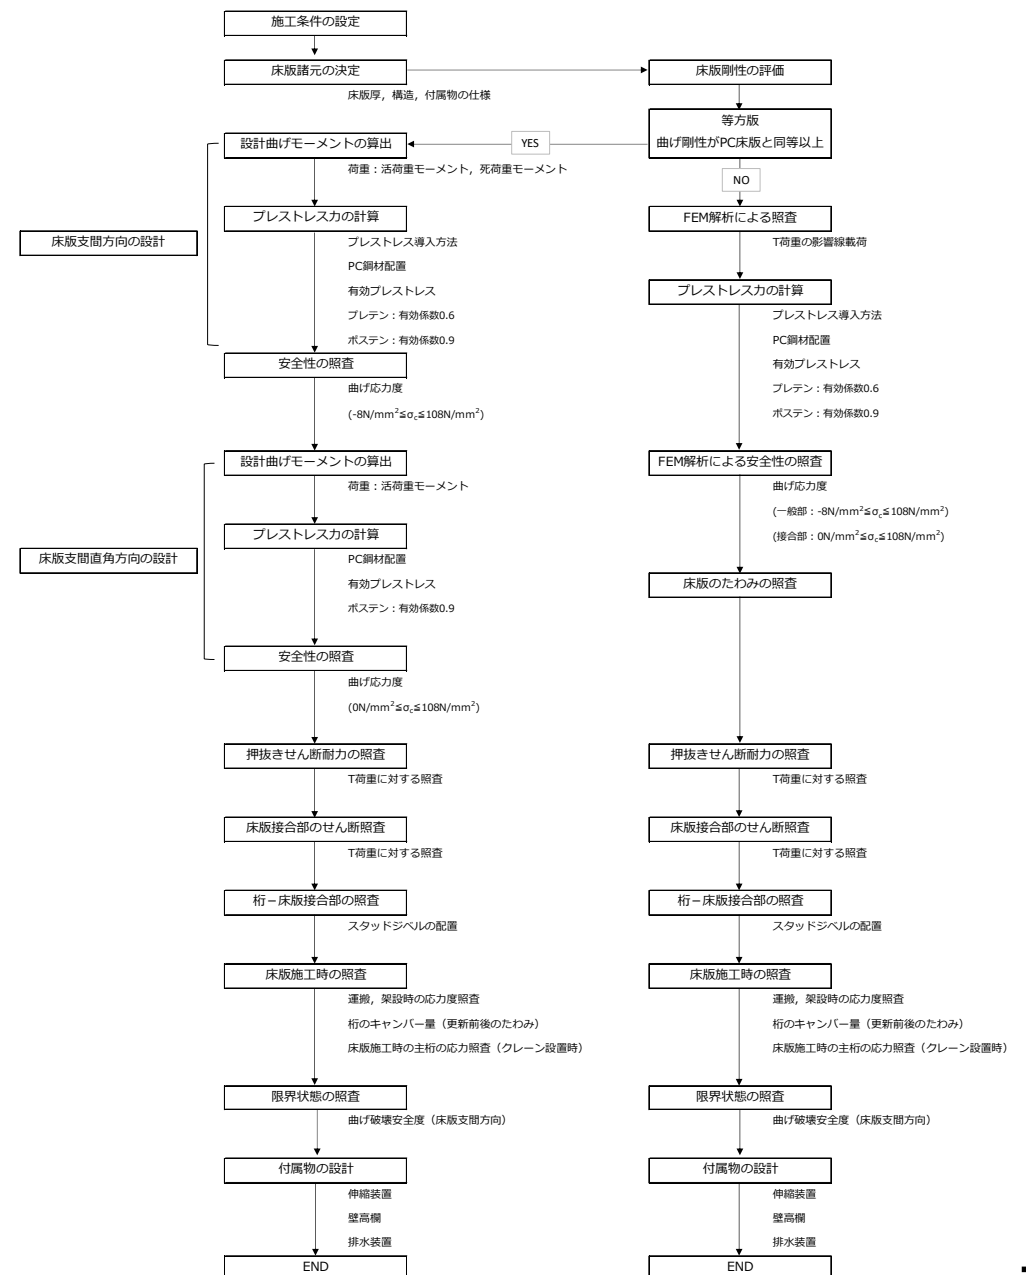 施工条件の設定
床版諸元の決定
床版厚，構造，付属物の仕様
床版剛性の評価
等方版
曲げ剛性がPC床版と同等以上
YES
NO
床版支間方向の設計
設計曲げモーメントの算出
荷重：活荷重モーメント，死荷重モーメント
プレストレス力の計算
プレストレス導入方法
PC鋼材配置
有効プレストレス
プレテン：有効係数0.6
ポステン：有効係数0.9
安全性の照査
曲げ応力度
(-8N/mm²≦σc≦108N/mm²)
床版支間直角方向の設計
設計曲げモーメントの算出
荷重：活荷重モーメント
プレストレス力の計算
PC鋼材配置
有効プレストレス
ポステン：有効係数0.9
安全性の照査
曲げ応力度
(0N/mm²≦σc≦108N/mm²)
押抜きせん断耐力の照査
T荷重に対する照査
床版接合部のせん断照査
T荷重に対する照査
桁－床版接合部の照査
スタッドジベルの配置
床版施工時の照査
運搬，架設時の応力度照査
桁のキャンバー量（更新前後のたわみ）
床版施工時の主桁の応力照査（クレーン設置時）
限界状態の照査
曲げ破壊安全度（床版支間方向）
付属物の設計
伸縮装置
壁高欄
排水装置
END
FEM解析による照査
T荷重の影響線載荷
プレストレス力の計算
プレストレス導入方法
PC鋼材配置
有効プレストレス
プレテン：有効係数0.6
ポステン：有効係数0.9
FEM解析による安全性の照査
曲げ応力度
(一般部：-8N/mm²≦σc≦108N/mm²)
(接合部：0N/mm²≦σc≦108N/mm²)
床版のたわみの照査
押抜きせん断耐力の照査
T荷重に対する照査
床版接合部のせん断照査
T荷重に対する照査
桁－床版接合部の照査
スタッドジベルの配置
床版施工時の照査
運搬，架設時の応力度照査
桁のキャンバー量（更新前後のたわみ）
床版施工時の主桁の応力照査（クレーン設置時）
限界状態の照査
曲げ破壊安全度（床版支間方向）
付属物の設計
伸縮装置
壁高欄
排水装置
END